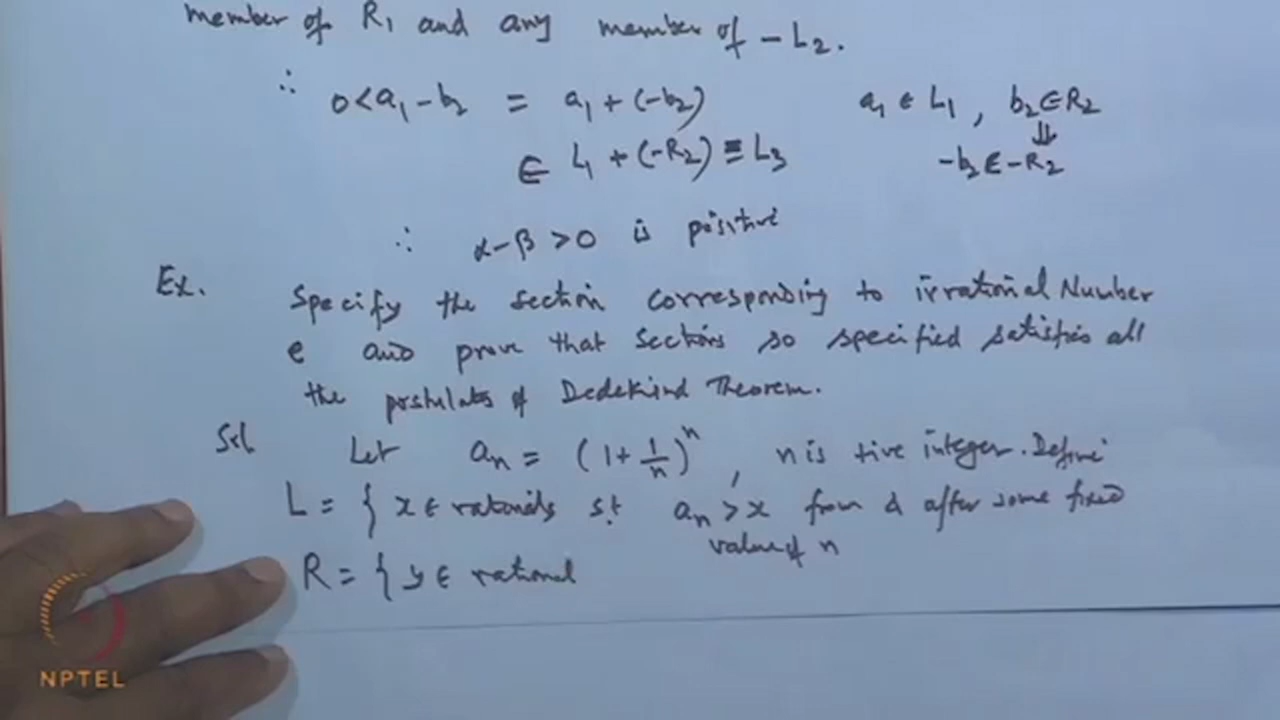 member of R₁ and any member of -L₂.
∴ 0<a₁-b₂ = a₁+(-b₂) a₁ ∈ L₁, b₂∈R₂
⇓
∈ L₁+(-R₂) ≡ L₃ -b₂∈-R₂
∴ α-β>0 is positive
Ex. Specify the section corresponding to irrational Number
e and prove that sections so specified satisfies all
the postulates of Dedekind Theorem.
Sol. Let aₙ = (1+1/n)ⁿ, n is +ive integer. Define
L = { x ∈ rationals s.t aₙ > x from & after some fixed
value of n
R = { y ∈ rational
NPTEL